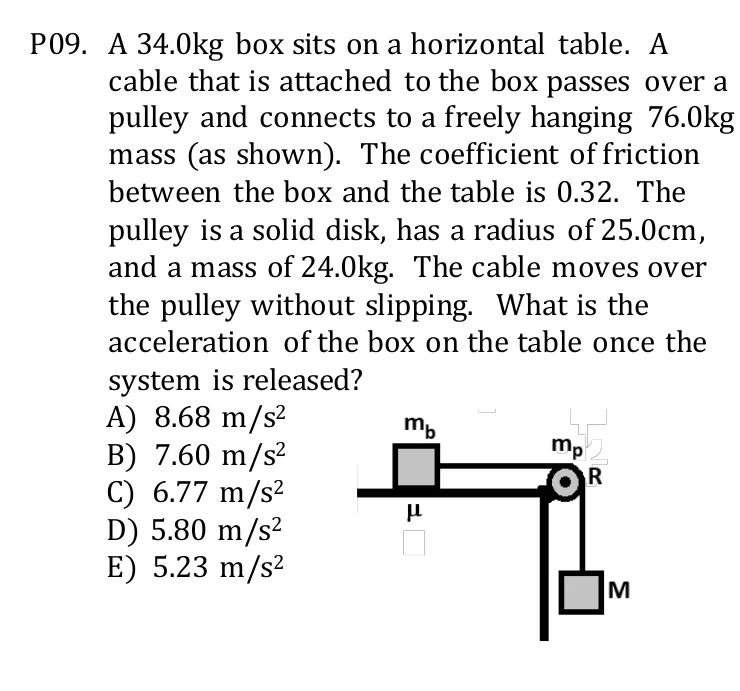 P09. A 34.0kg box sits on a horizontal table. A
cable that is attached to the box passes over a
pulley and connects to a freely hanging 76.0kg
mass (as shown). The coefficient of friction
between the box and the table is 0.32. The
pulley is a solid disk, has a radius of 25.0cm,
and a mass of 24.0kg. The cable moves over
the pulley without slipping. What is the
acceleration of the box on the table once the
system is released?
A) 8.68 m/s²
B) 7.60 m/s²
C) 6.77 m/s²
D) 5.80 m/s²
E) 5.23 m/s²
m_b
m_p
R
μ
M